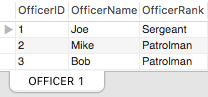 OfficerID OfficerName OfficerRank
1 Joe Sergeant
2 Mike Patrolman
3 Bob Patrolman
OFFICER 1